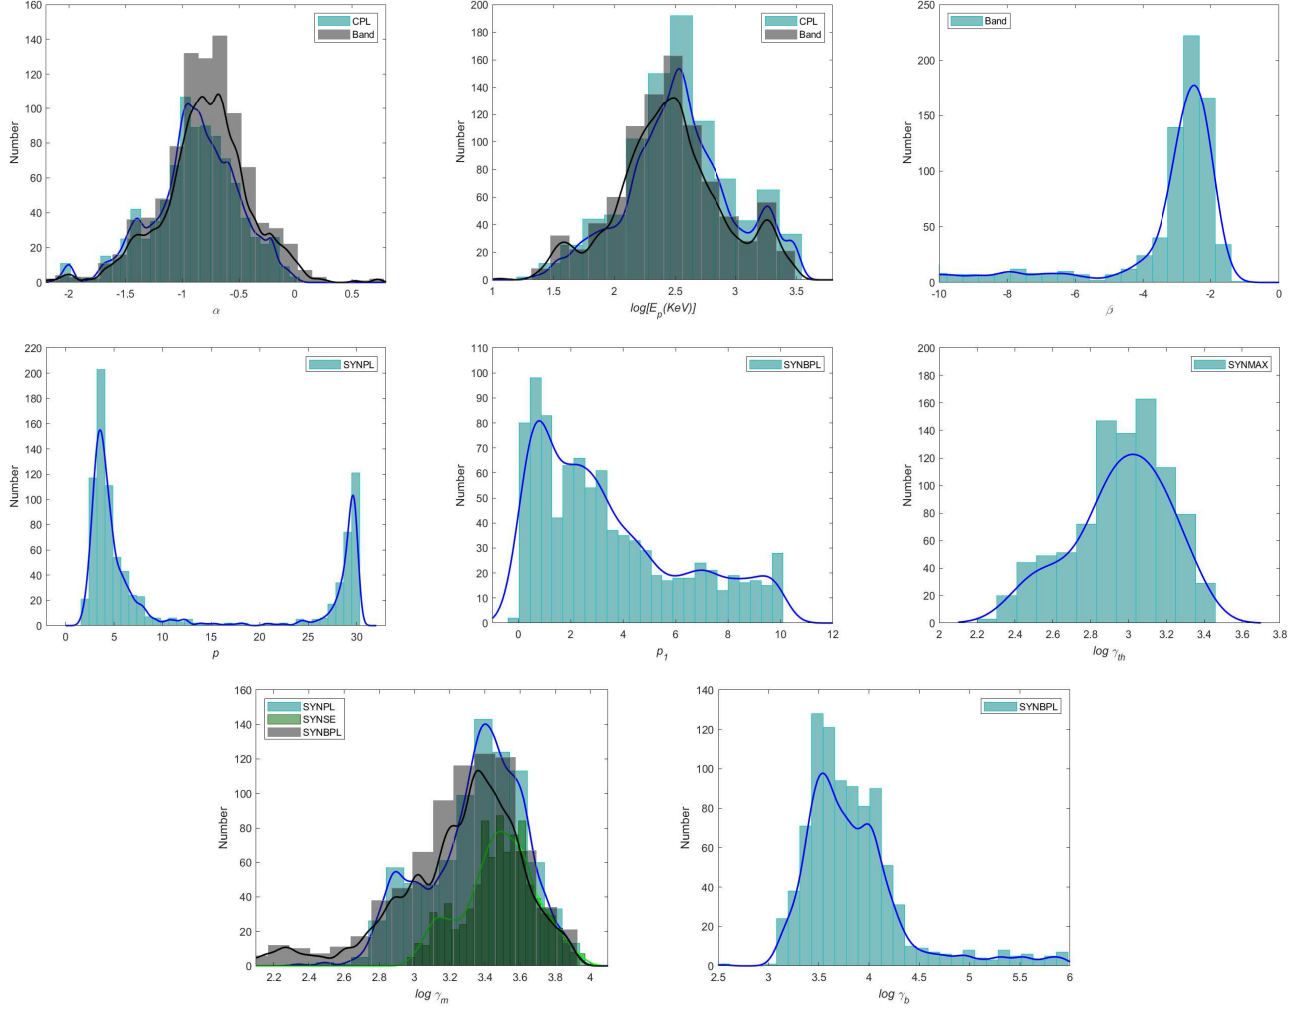 160
140
120
100
80
60
40
20
0
Number
CPL
Band
-2 -1.5 -1 -0.5 0 0.5
α
200
180
160
140
120
100
80
60
40
20
0
Number
CPL
Band
1 1.5 2 2.5 3 3.5
log[E_p(KeV)]
250
200
150
100
50
0
Number
Band
-10 -8 -6 -4 -2 0
β
220
200
180
160
140
120
100
80
60
40
20
0
Number
SYNPL
0 5 10 15 20 25 30
p
110
100
90
80
70
60
50
40
30
20
10
0
Number
SYNBPL
0 2 4 6 8 10 12
p_1
200
180
160
140
120
100
80
60
40
20
0
Number
SYNMAX
2 2.2 2.4 2.6 2.8 3 3.2 3.4 3.6 3.8
log γ_th
160
140
120
100
80
60
40
20
0
Number
SYNPL
SYNSE
SYNBPL
2.2 2.4 2.6 2.8 3 3.2 3.4 3.6 3.8 4
log γ_m
140
120
100
80
60
40
20
0
Number
SYNBPL
2.5 3 3.5 4 4.5 5 5.5 6
log γ_b